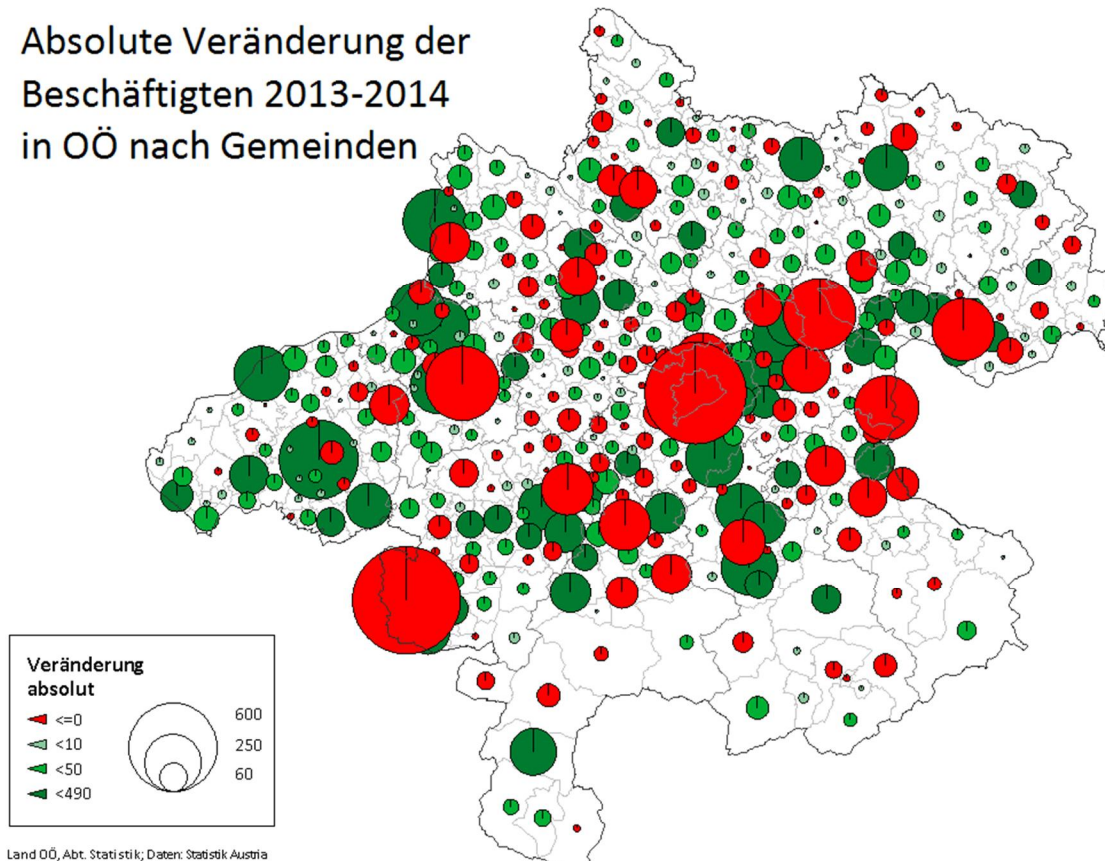 Absolute Veränderung der
Beschäftigten 2013-2014
in OÖ nach Gemeinden
Veränderung
absolut
<=0
<10
<50
<490
600
250
60
Land OÖ, Abt. Statistik; Daten: Statistik Austria